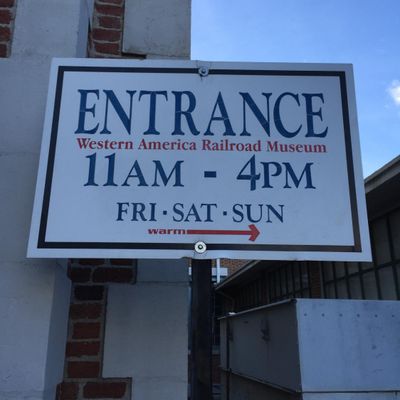 ENTRANCE
Western America Railroad Museum
11AM - 4PM
FRI · SAT · SUN
warm